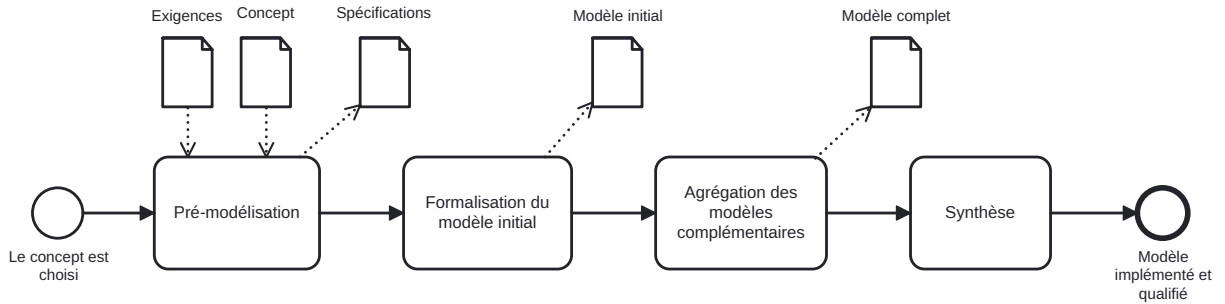 Exigences
Concept
Spécifications
Modèle initial
Modèle complet
Le concept est
choisi
Pré-modélisation
Formalisation du
modèle initial
Agrégation des
modèles
complémentaires
Synthèse
Modèle
implémenté et
qualifié